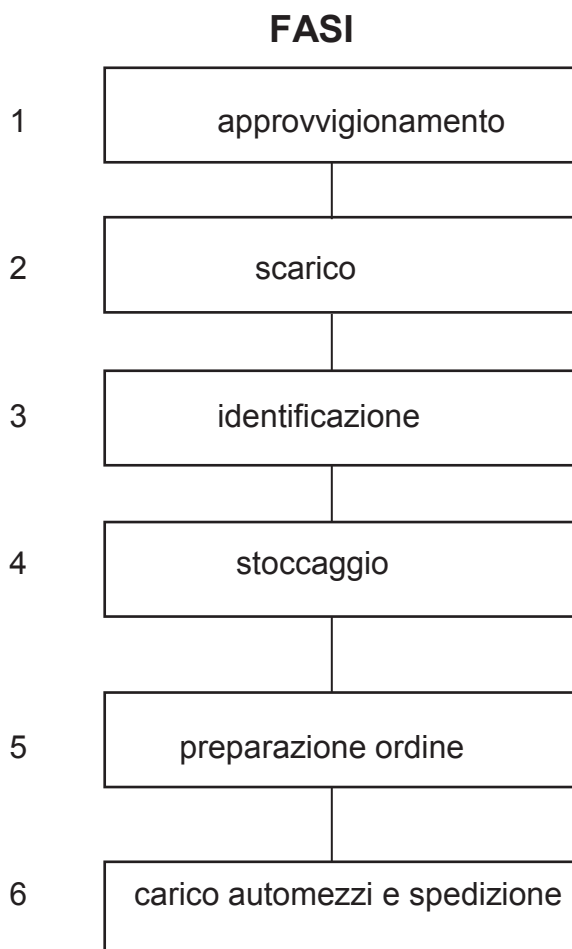 FASI
1 approvvigionamento
2 scarico
3 identificazione
4 stoccaggio
5 preparazione ordine
6 carico automezzi e spedizione